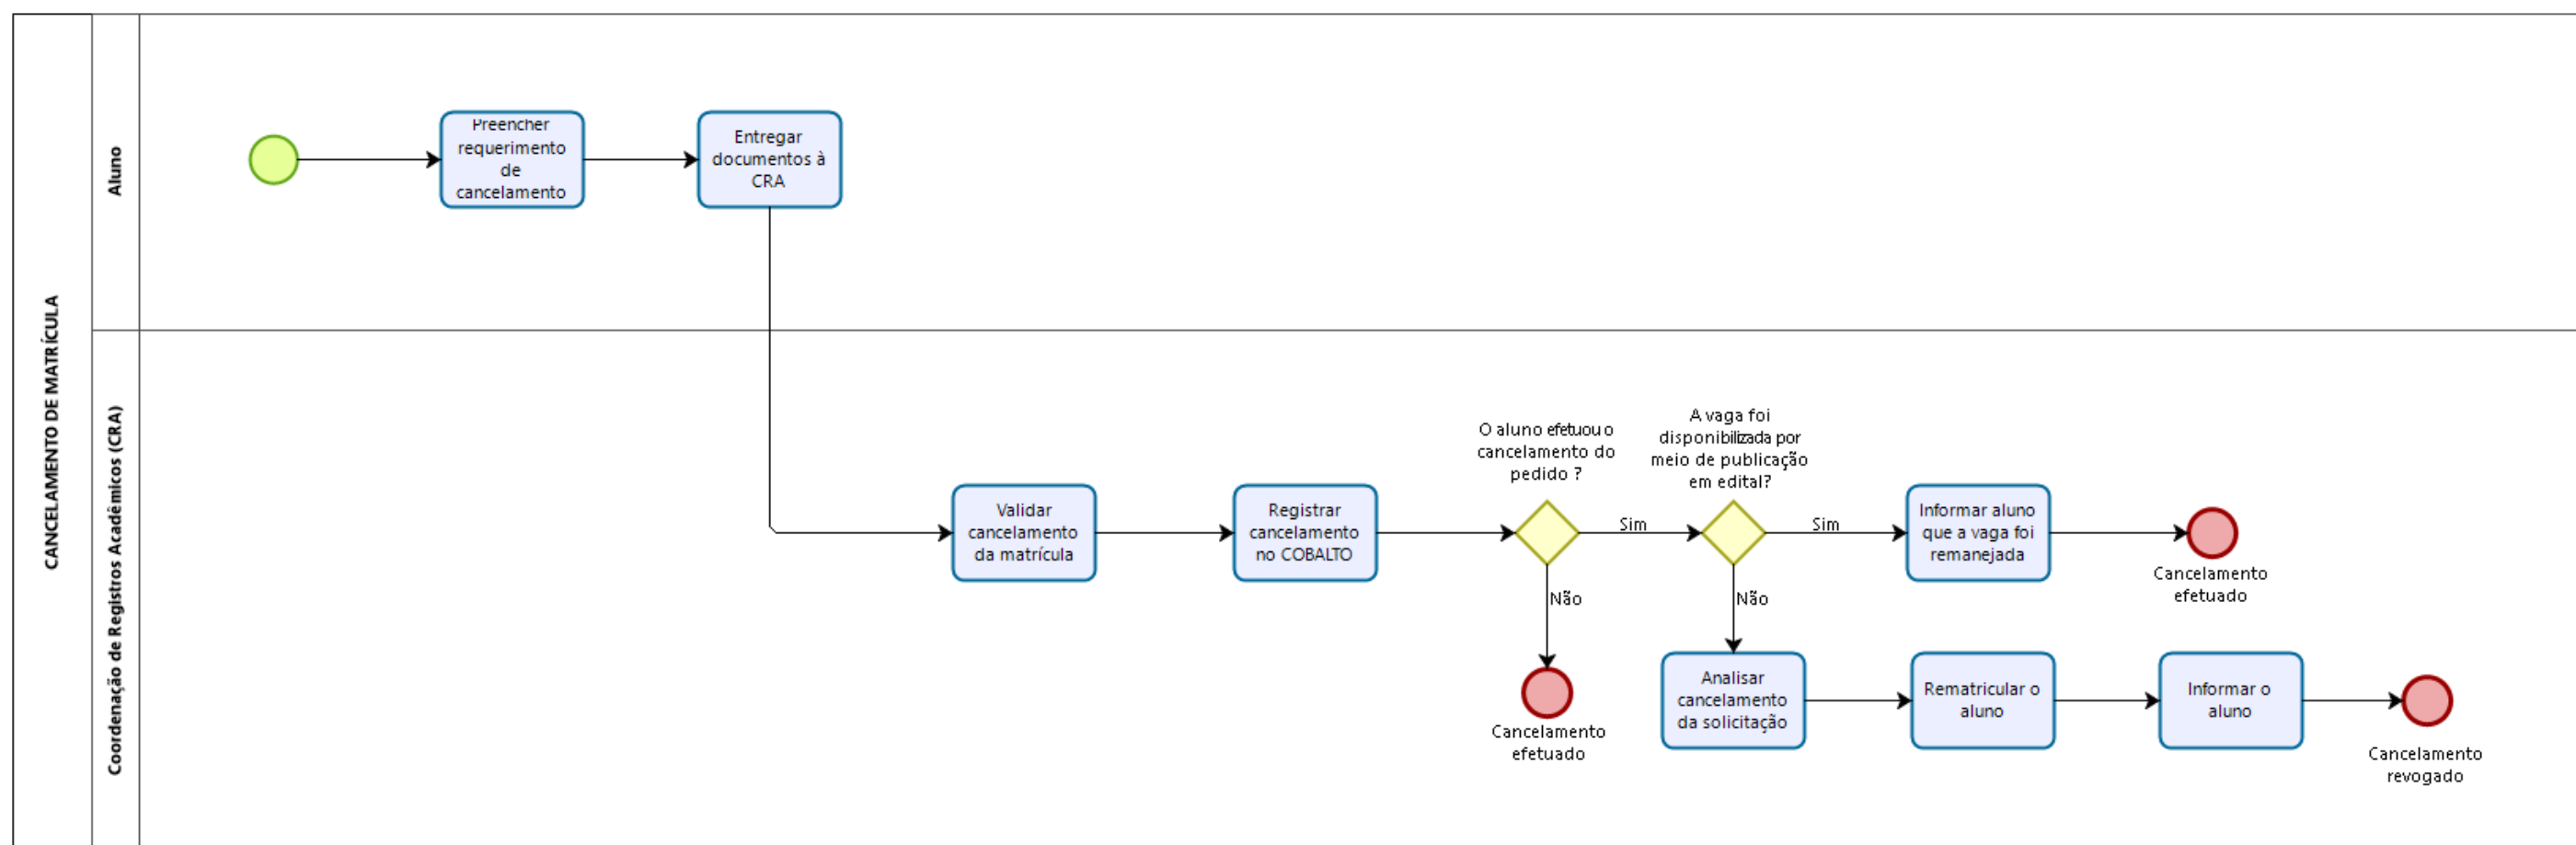 CANCELAMENTO DE MATRÍCULA
Aluno
Preencher
requerimento
de
cancelamento
Entregar
documentos à
CRA
Coordenação de Registros Acadêmicos (CRA)
Validar
cancelamento
da matrícula
Registrar
cancelamento
no COBALTO
O aluno efetuou o
cancelamento do
pedido ?
Sim
Não
Cancelamento
efetuado
A vaga foi
disponibilizada por
meio de publicação
em edital?
Sim
Não
Informar aluno
que a vaga foi
remanejada
Cancelamento
efetuado
Analisar
cancelamento
da solicitação
Rematricular o
aluno
Informar o
aluno
Cancelamento
revogado